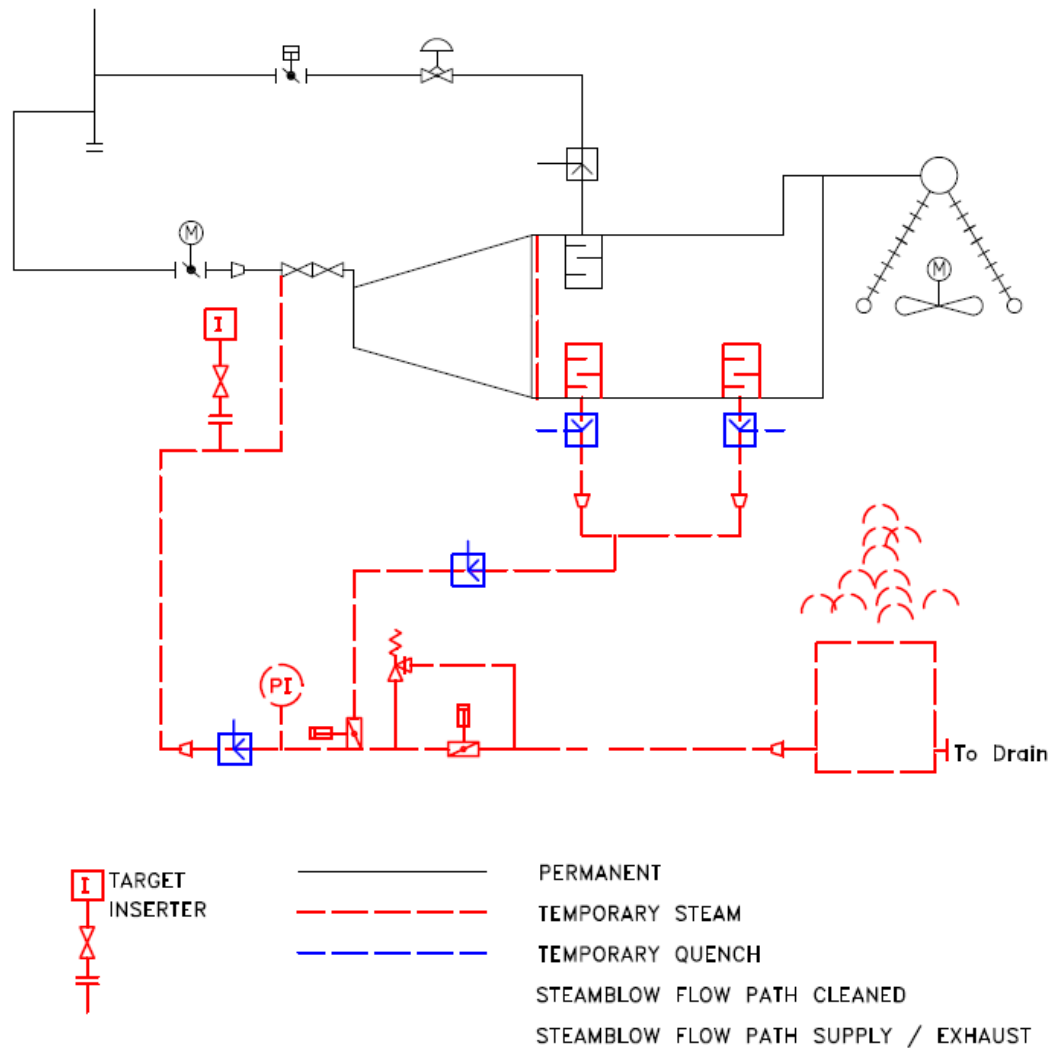 M
I
M
PI
To Drain
I
TARGET
INSERTER
PERMANENT
TEMPORARY STEAM
TEMPORARY QUENCH
STEAMBLOW FLOW PATH CLEANED
STEAMBLOW FLOW PATH SUPPLY / EXHAUST